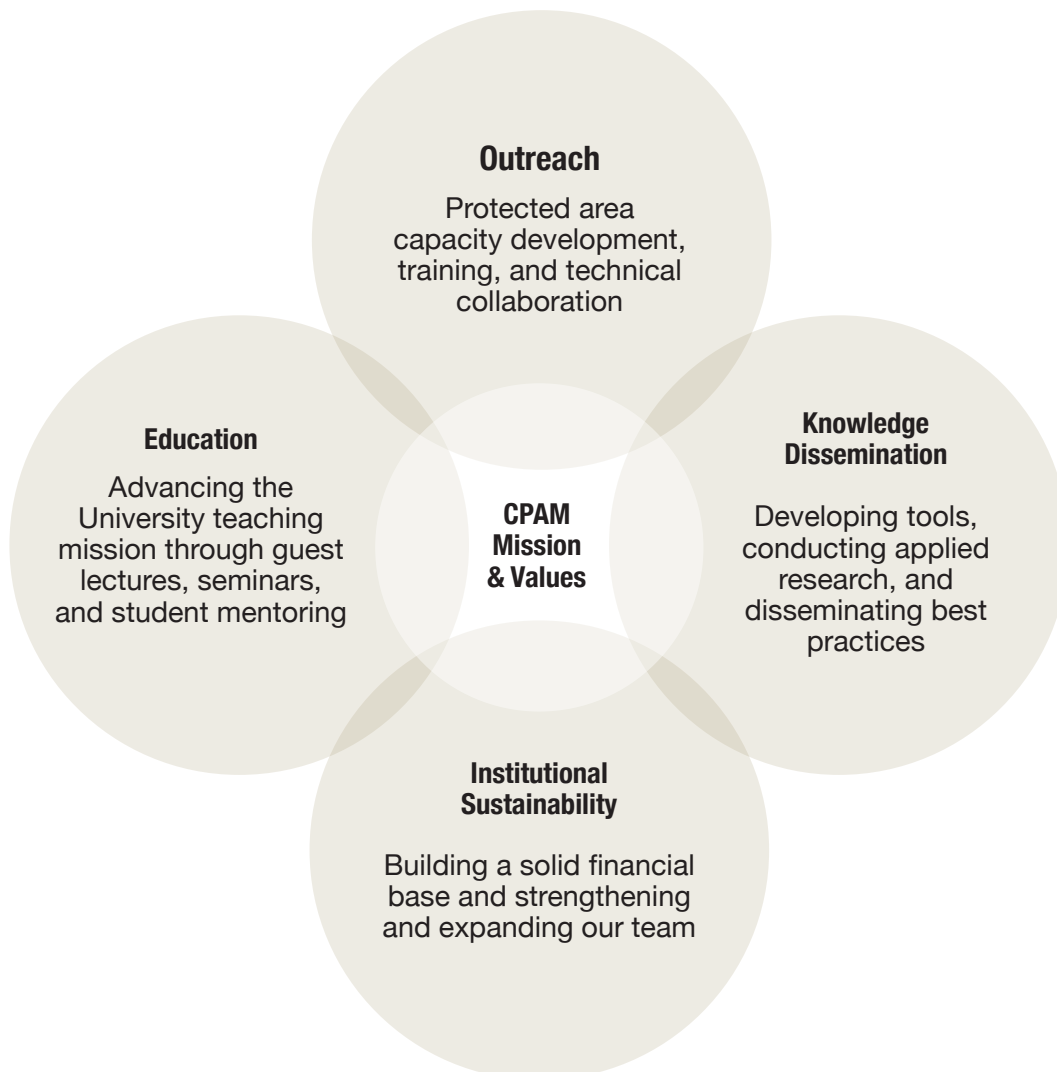 Outreach
Protected area
capacity development,
training, and technical
collaboration
Education
Advancing the
University teaching
mission through guest
lectures, seminars,
and student mentoring
CPAM
Mission
& Values
Knowledge
Dissemination
Developing tools,
conducting applied
research, and
disseminating best
practices
Institutional
Sustainability
Building a solid financial
base and strengthening
and expanding our team